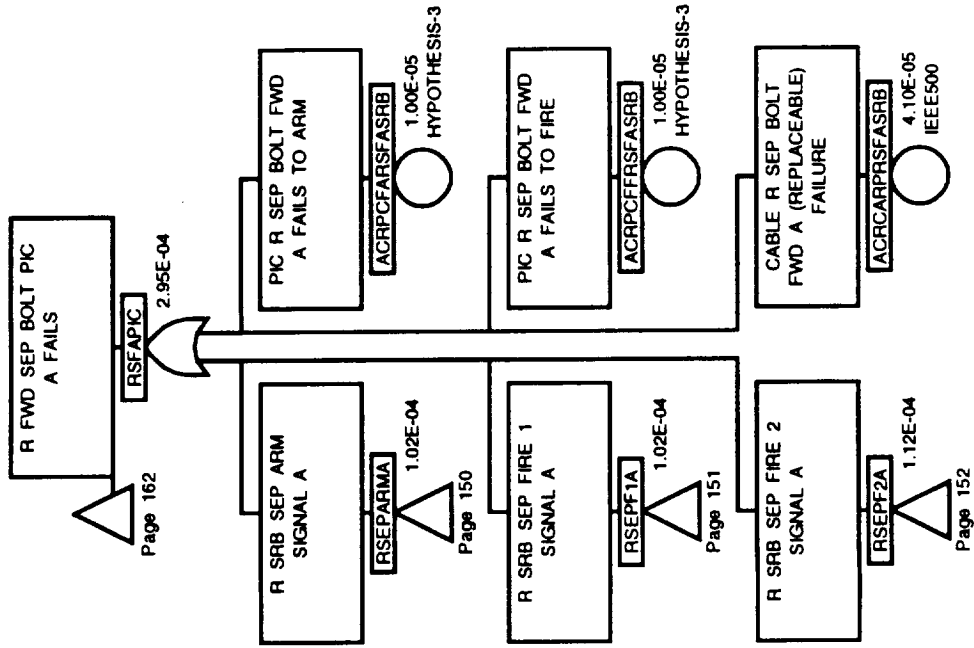 R FWD SEP BOLT PIC
A FAILS
RSFAPIC
2.95E-04
Page 162
R SRB SEP ARM
SIGNAL A
RSEPARMA
1.02E-04
Page 150
PIC R SEP BOLT FWD
A FAILS TO ARM
ACRPCFARSFASRB
1.00E-05
HYPOTHESIS-3
R SRB SEP FIRE 1
SIGNAL A
RSEPF1A
1.02E-04
Page 151
PIC R SEP BOLT FWD
A FAILS TO FIRE
ACRPCFFRSFASRB
1.00E-05
HYPOTHESIS-3
R SRB SEP FIRE 2
SIGNAL A
RSEPF2A
1.12E-04
Page 152
CABLE R SEP BOLT
FWD A (REPLACEABLE)
FAILURE
ACRCARPRSFASRB
4.10E-05
IEEE500